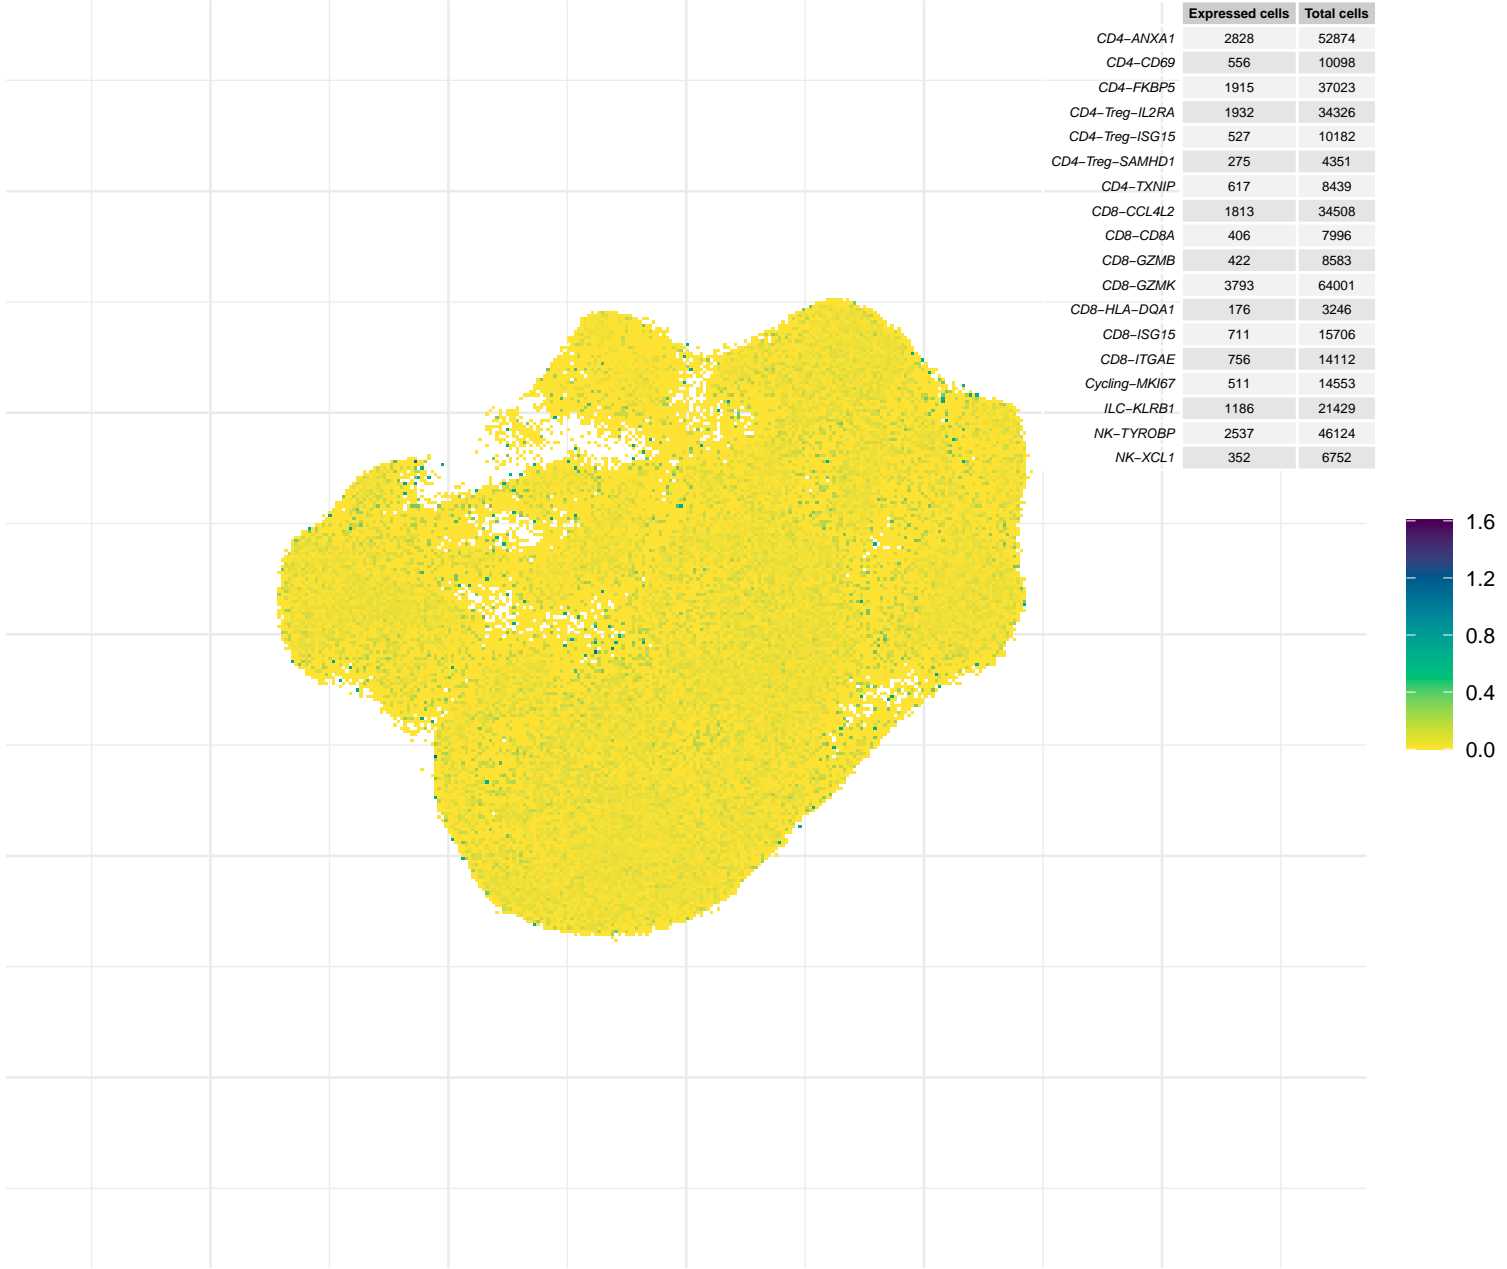 Expressed cells Total cells
CD4−ANXA1 2828 52874
CD4−CD69 556 10098
CD4−FKBP5 1915 37023
CD4−Treg−IL2RA 1932 34326
CD4−Treg−ISG15 527 10182
CD4−Treg−SAMHD1 275 4351
CD4−TXNIP 617 8439
CD8−CCL4L2 1813 34508
CD8−CD8A 406 7996
CD8−GZMB 422 8583
CD8−GZMK 3793 64001
CD8−HLA−DQA1 176 3246
CD8−ISG15 711 15706
CD8−ITGAE 756 14112
Cycling−MKI67 511 14553
ILC−KLRB1 1186 21429
NK−TYROBP 2537 46124
NK−XCL1 352 6752
1.6
1.2
0.8
0.4
0.0